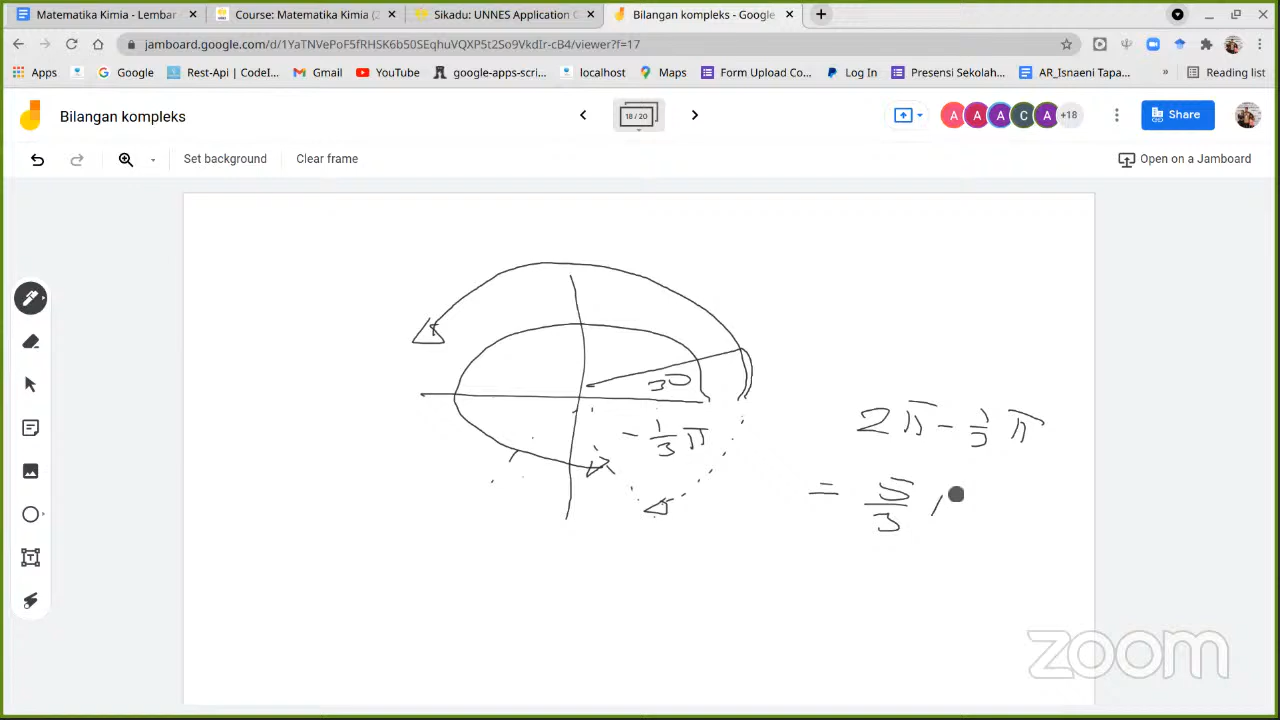 Matematika Kimia - Lembar
Course: Matematika Kimia (2
Sikadu: UNNES Application C
Bilangan kompleks - Google
jamboard.google.com/d/1YaTNVePoF5fRHSK6b50SEqhuVQXP5t2So9VkdIr-cB4/viewer?f=17
Apps
Google
Rest-Api | CodeI...
Gmail
YouTube
google-apps-scri...
localhost
Maps
Form Upload Co...
Log In
Presensi Sekolah...
AR_Isnaeni Tapa...
»
Reading list
Bilangan kompleks
18 / 20
A A A C A +18
Share
Set background
Clear frame
Open on a Jamboard
30
- 1/3 π
2π - 1/3 π
= 5/3
zoom